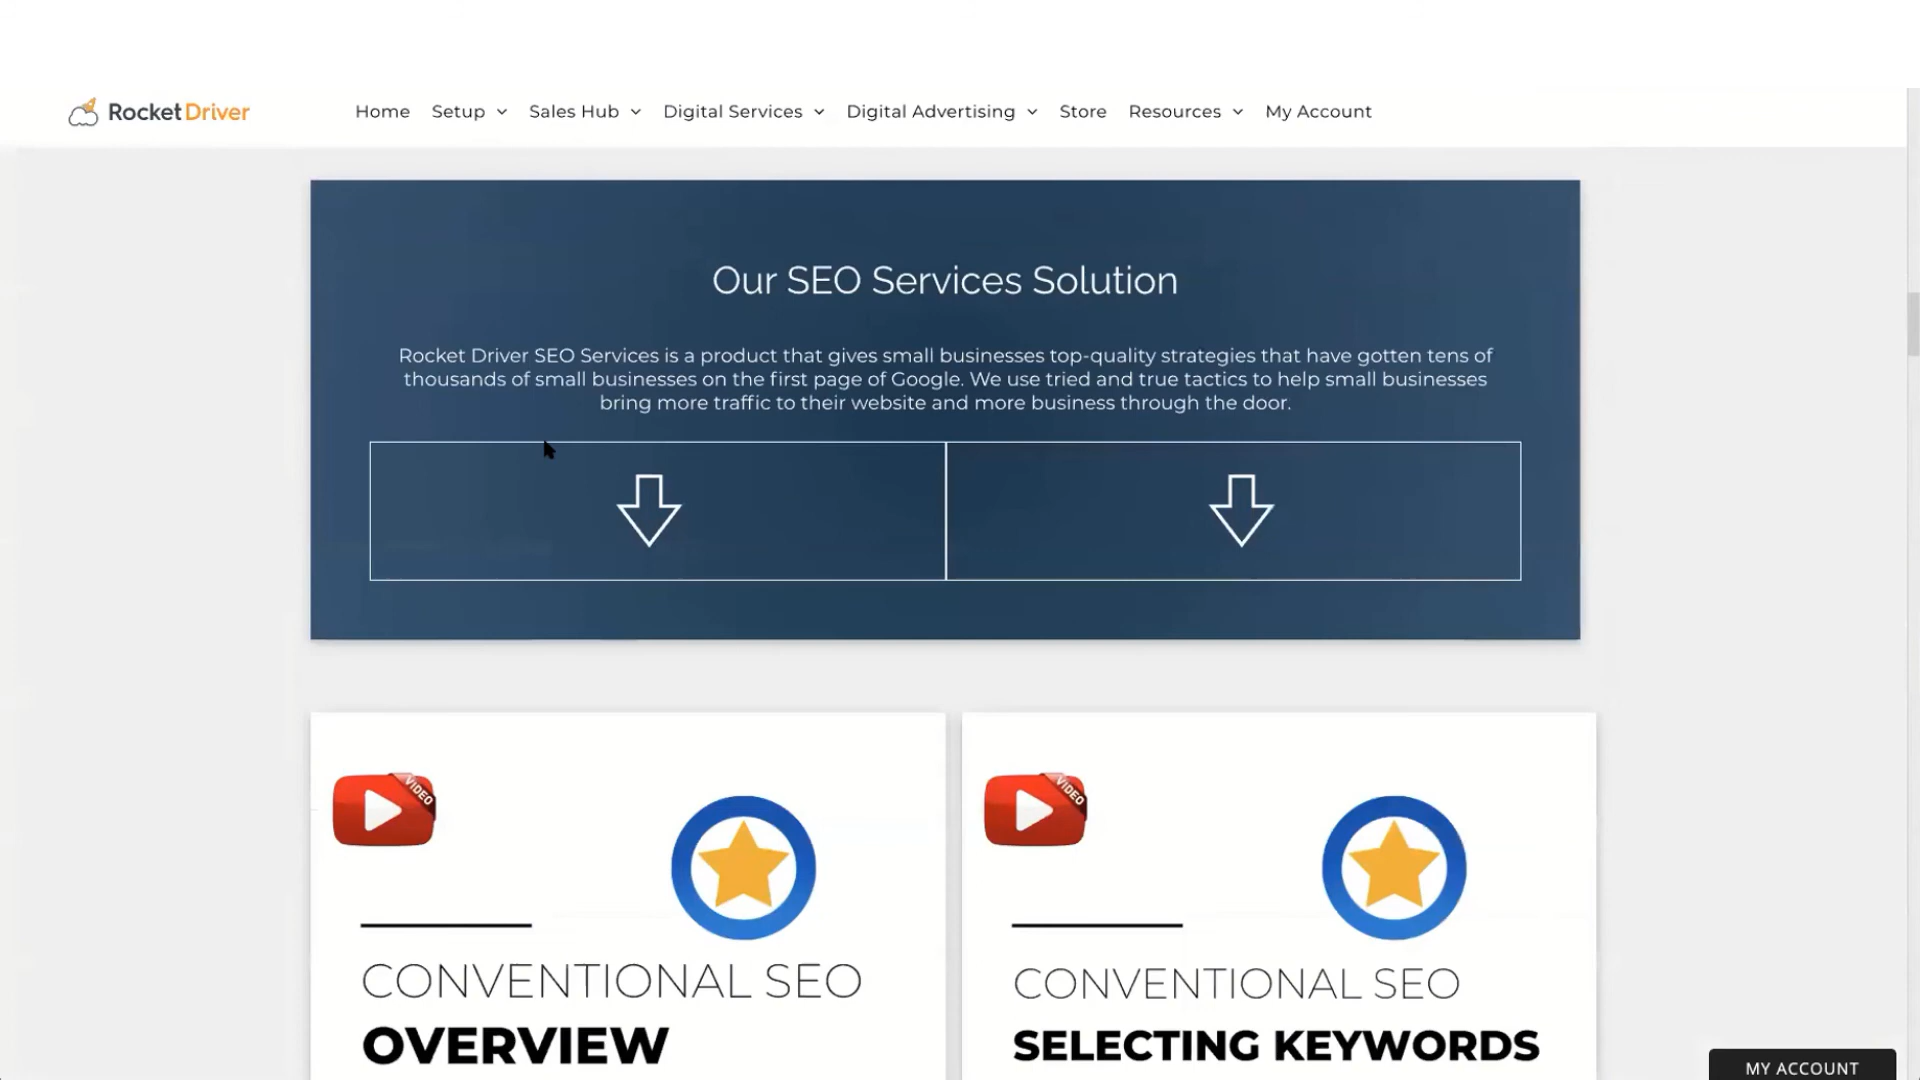 RocketDriver Home Setup Sales Hub Digital Services Digital Advertising Store Resources My Account
Our SEO Services Solution
Rocket Driver SEO Services is a product that gives small businesses top-quality strategies that have gotten tens of
thousands of small businesses on the first page of Google. We use tried and true tactics to help small businesses
bring more traffic to their website and more business through the door.
VIDEO
CONVENTIONAL SEO
OVERVIEW
VIDEO
CONVENTIONAL SEO
SELECTING KEYWORDS
MY ACCOUNT